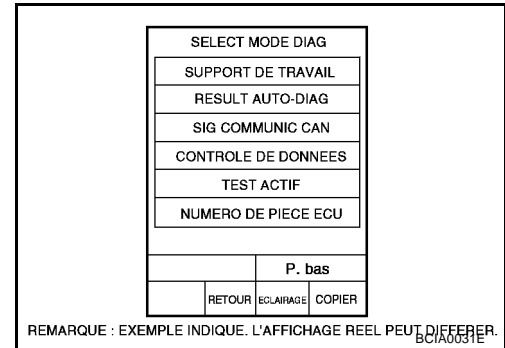 SELECT MODE DIAG
SUPPORT DE TRAVAIL
RESULT AUTO-DIAG
SIG COMMUNIC CAN
CONTROLE DE DONNEES
TEST ACTIF
NUMERO DE PIECE ECU
P. bas
RETOUR ECLAIRAGE COPIER
REMARQUE : EXEMPLE INDIQUE. L'AFFICHAGE REEL PEUT DIFFERER.
BCIA0031E